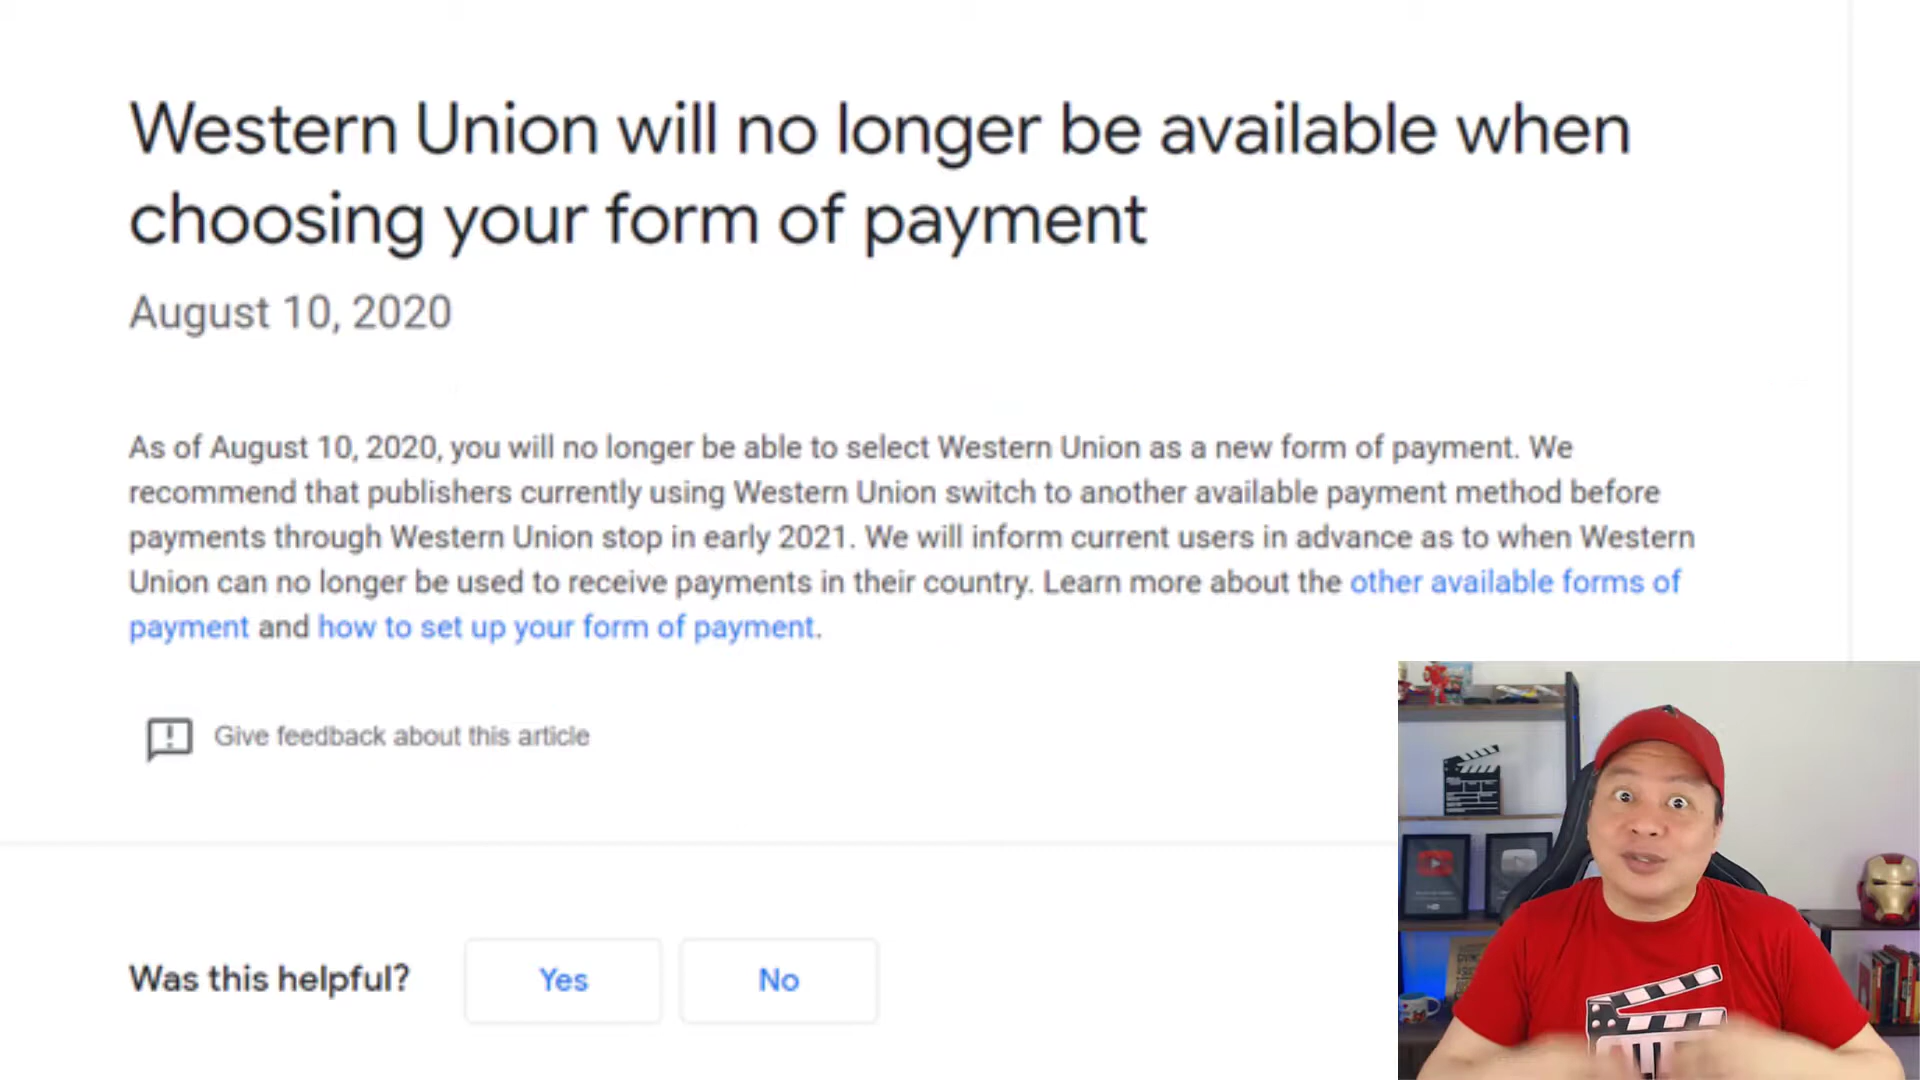 Western Union will no longer be available when
choosing your form of payment
August 10, 2020
As of August 10, 2020, you will no longer be able to select Western Union as a new form of payment. We
recommend that publishers currently using Western Union switch to another available payment method before
payments through Western Union stop in early 2021. We will inform current users in advance as to when Western
Union can no longer be used to receive payments in their country. Learn more about the other available forms of
payment and how to set up your form of payment.
Give feedback about this article
Was this helpful?
Yes
No